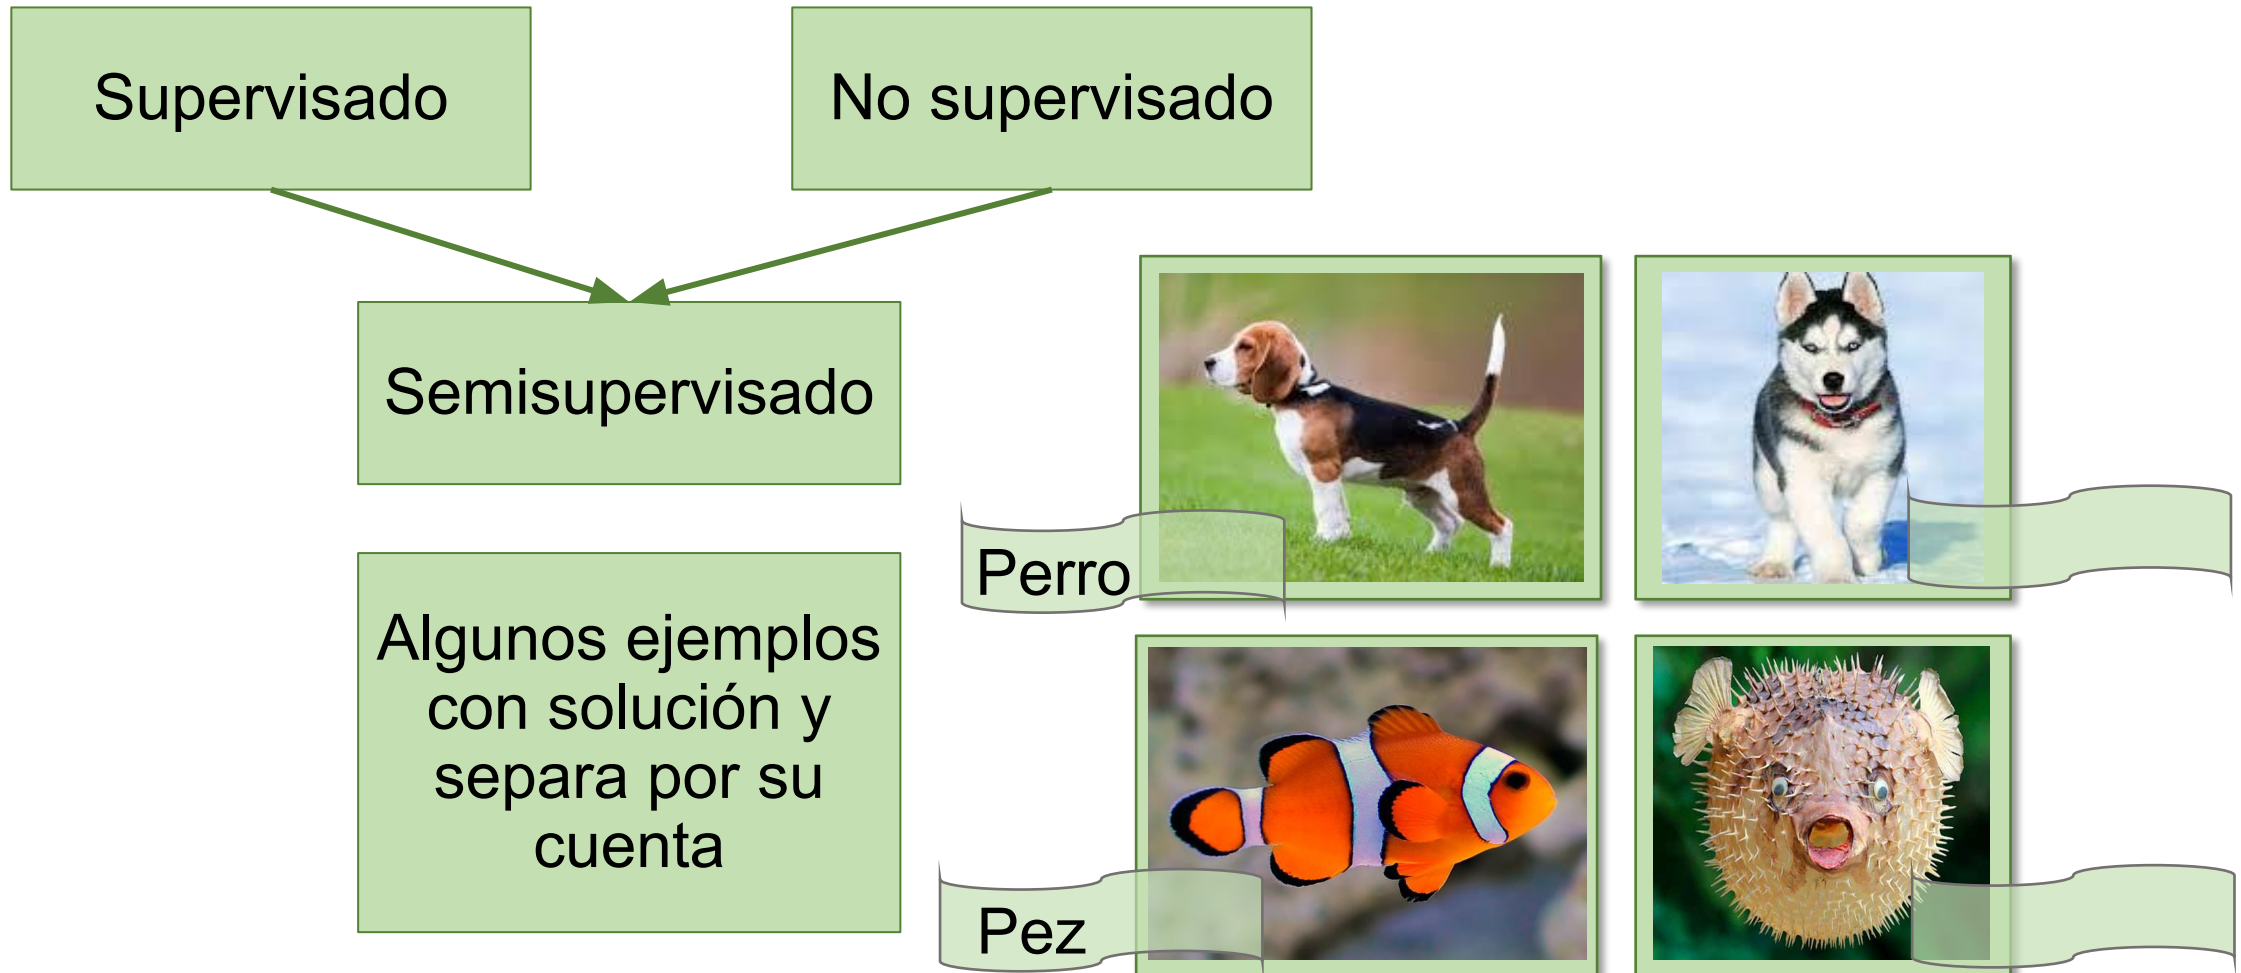 Supervisado
No supervisado
Semisupervisado
Perro
Algunos ejemplos
con solución y
separa por su
cuenta
Pez